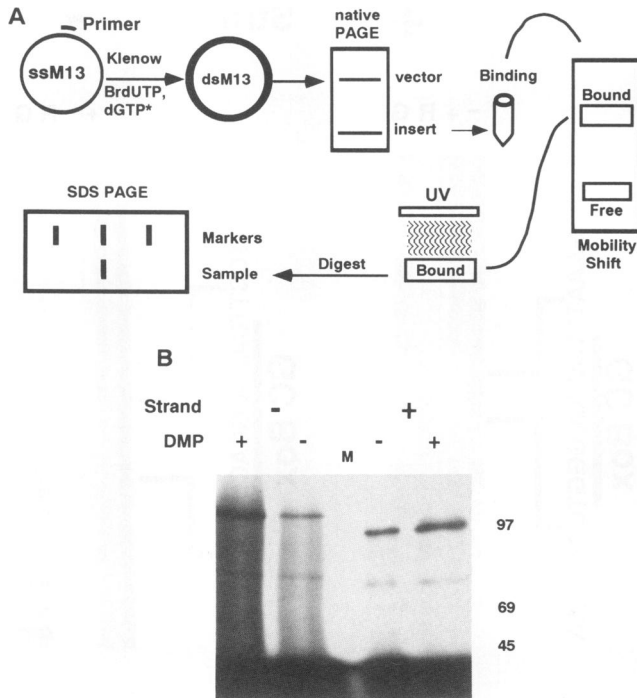 A
Primer
ssM13
Klenow
BrdUTP,
dGTP*
dsM13
native
PAGE
vector
insert
Binding
Bound
Free
Mobility
Shift
SDS PAGE
Markers
Sample
Digest
UV
Bound
B
Strand - +
DMP + - M - +
97
69
45